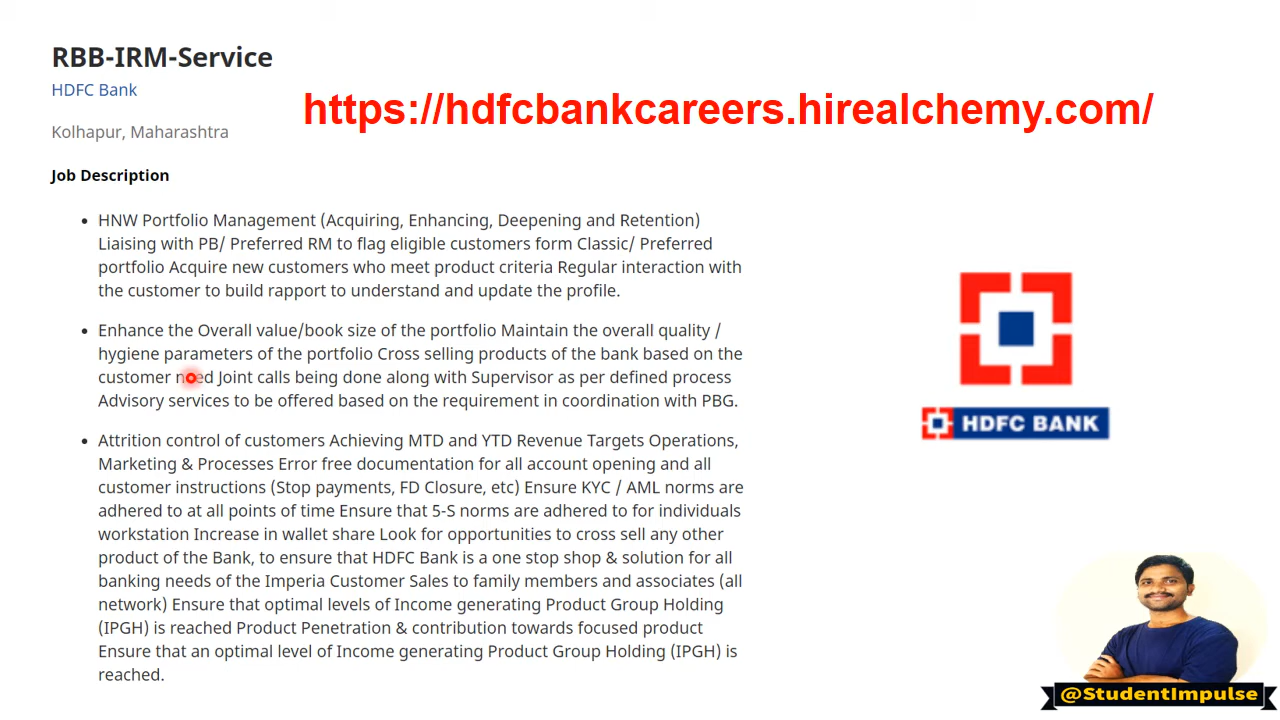 RBB-IRM-Service
HDFC Bank
https://hdfcbankcareers.hirealchemy.com/
Kolhapur, Maharashtra
Job Description
• HNW Portfolio Management (Acquiring, Enhancing, Deepening and Retention)
Liaising with PB/ Preferred RM to flag eligible customers form Classic/ Preferred
portfolio Acquire new customers who meet product criteria Regular interaction with
the customer to build rapport to understand and update the profile.
• Enhance the Overall value/book size of the portfolio Maintain the overall quality /
hygiene parameters of the portfolio Cross selling products of the bank based on the
customer need Joint calls being done along with Supervisor as per defined process
Advisory services to be offered based on the requirement in coordination with PBG.
• Attrition control of customers Achieving MTD and YTD Revenue Targets Operations,
Marketing & Processes Error free documentation for all account opening and all
customer instructions (Stop payments, FD Closure, etc) Ensure KYC / AML norms are
adhered to at all points of time Ensure that 5-S norms are adhered to for individuals
workstation Increase in wallet share Look for opportunities to cross sell any other
product of the Bank, to ensure that HDFC Bank is a one stop shop & solution for all
banking needs of the Imperia Customer Sales to family members and associates (all
network) Ensure that optimal levels of Income generating Product Group Holding
(IPGH) is reached Product Penetration & contribution towards focused product
Ensure that an optimal level of Income generating Product Group Holding (IPGH) is
reached.
HDFC BANK
@StudentImpulse